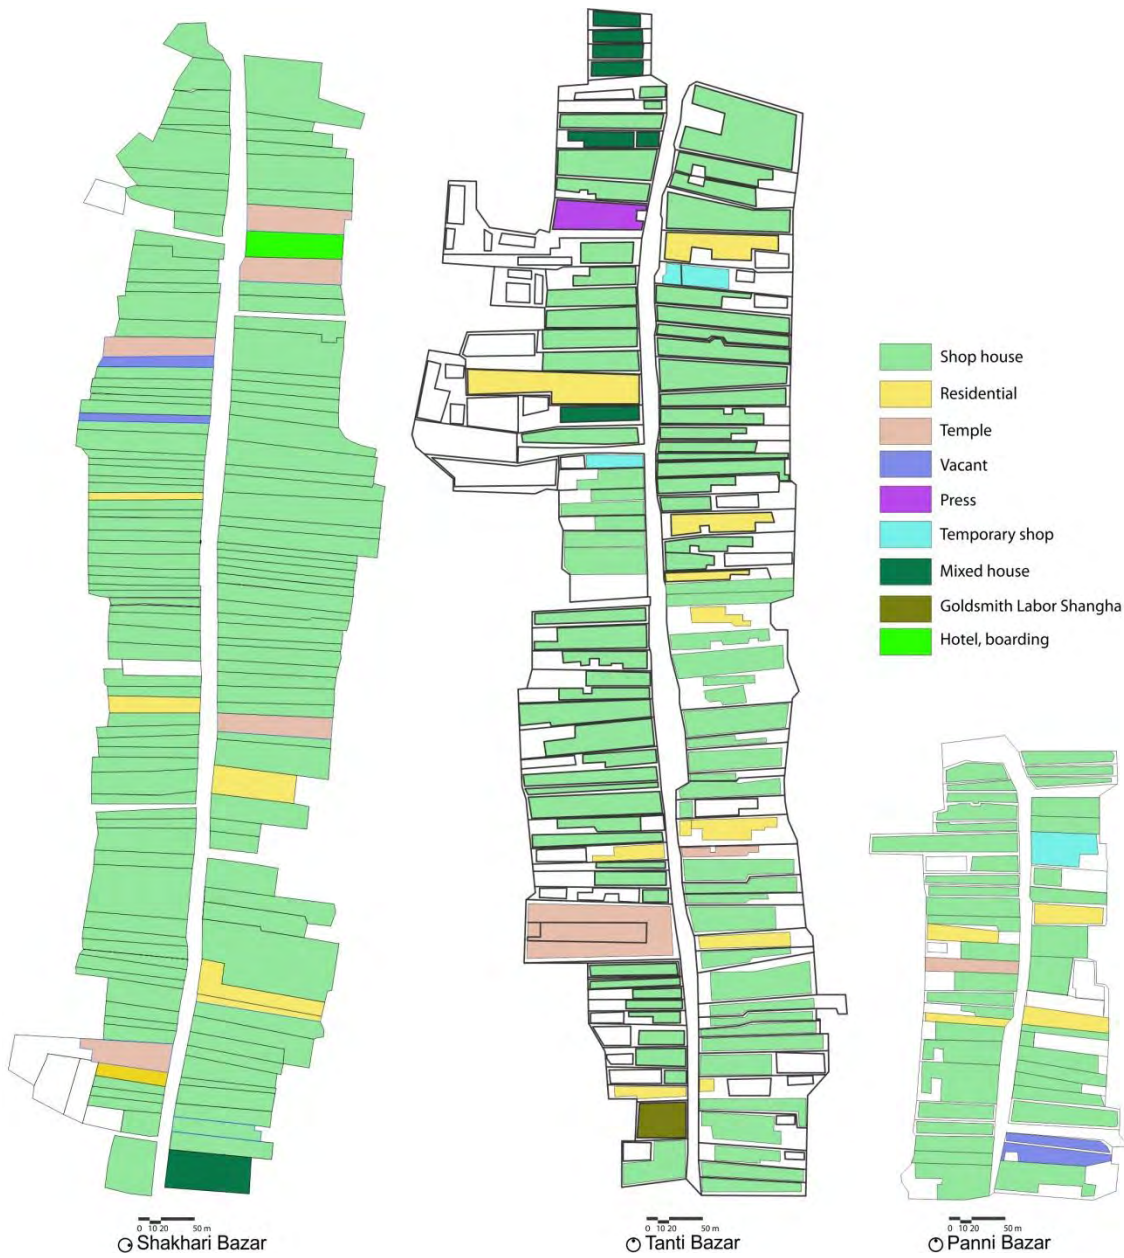 Shop house
Residential
Temple
Vacant
Press
Temporary shop
Mixed house
Goldsmith Labor Shangha
Hotel, boarding
0 10 20 50 m
Shakhari Bazar
0 10 20 50 m
Tanti Bazar
0 10 20 50 m
Panni Bazar